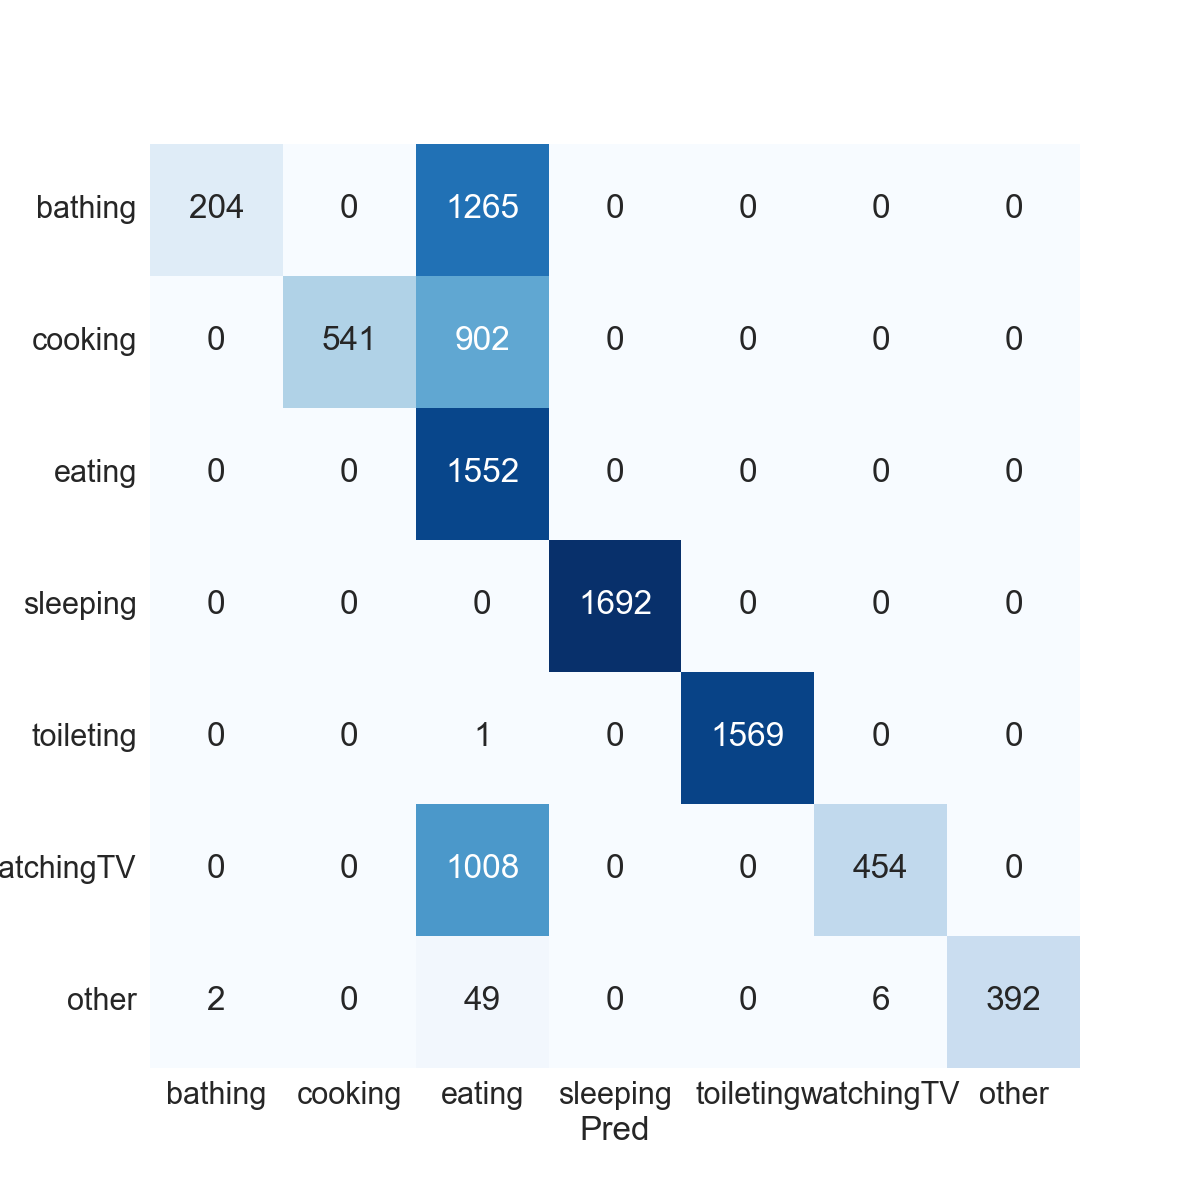 bathing 204 0 1265 0 0 0 0
cooking 0 541 902 0 0 0 0
eating 0 0 1552 0 0 0 0
sleeping 0 0 0 1692 0 0 0
toileting 0 0 1 0 1569 0 0
atchingTV 0 0 1008 0 0 454 0
other 2 0 49 0 0 6 392
bathing cooking eating sleeping toileting watchingTV other
Pred